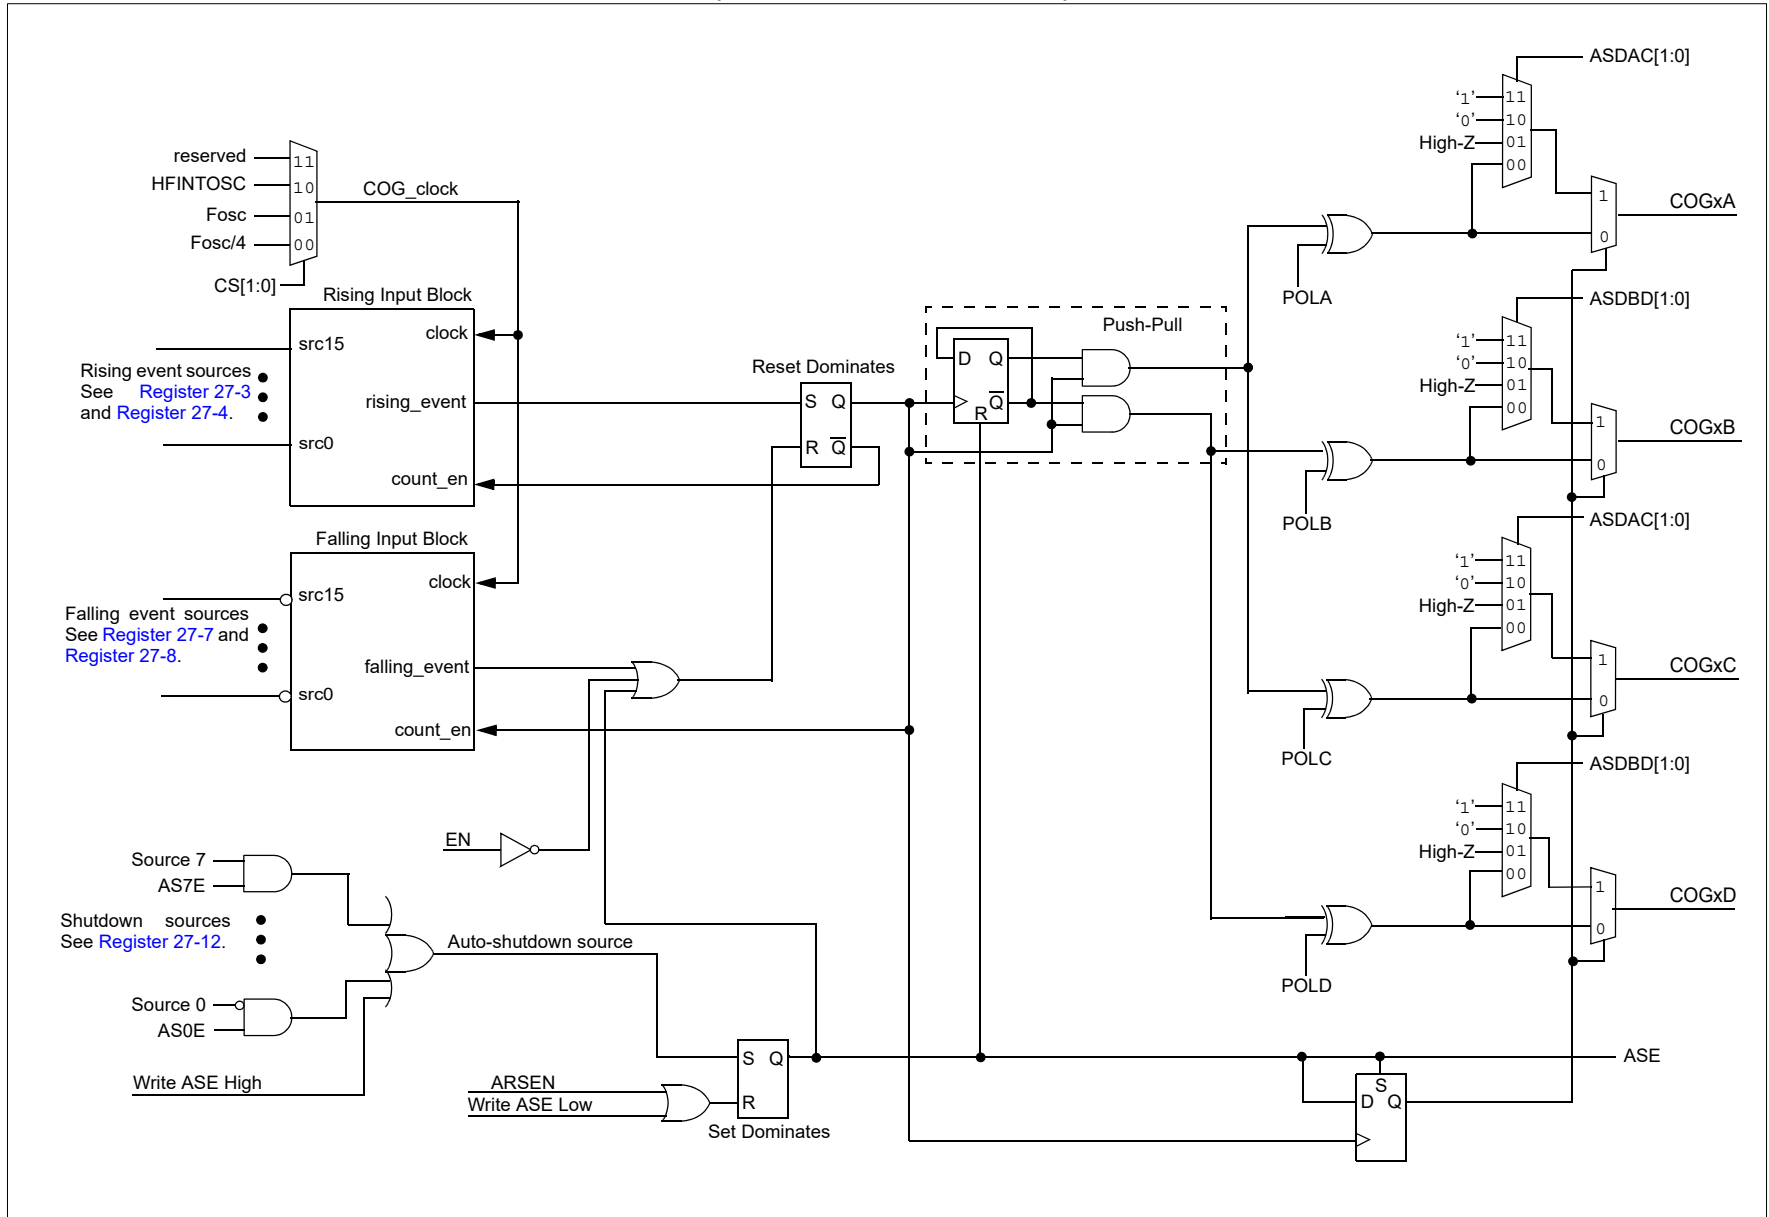 ASDAC[1:0]
‘1’ 11
‘0’ 10
High-Z 01
00
1
0
COGxA
POLA
reserved 11
HFINTOSC 10
Fosc 01
Fosc/4 00
CS[1:0]
COG_clock
Rising Input Block
clock
src15
Rising event sources
See Register 27-3
and Register 27-4.
rising_event
src0
count_en
Reset Dominates
S Q
R Q
Push-Pull
D Q
Q
R
ASDBD[1:0]
‘1’ 11
‘0’ 10
High-Z 01
00
1
0
COGxB
POLB
Falling Input Block
clock
src15
Falling event sources
See Register 27-7 and
Register 27-8.
falling_event
src0
count_en
ASDAC[1:0]
‘1’ 11
‘0’ 10
High-Z 01
00
1
0
COGxC
POLC
EN
Source 7
AS7E
Shutdown sources
See Register 27-12.
Source 0
AS0E
Write ASE High
Auto-shutdown source
ARSEN
Write ASE Low
S Q
R
Set Dominates
ASDBD[1:0]
‘1’ 11
‘0’ 10
High-Z 01
00
1
0
COGxD
POLD
ASE
S
D Q